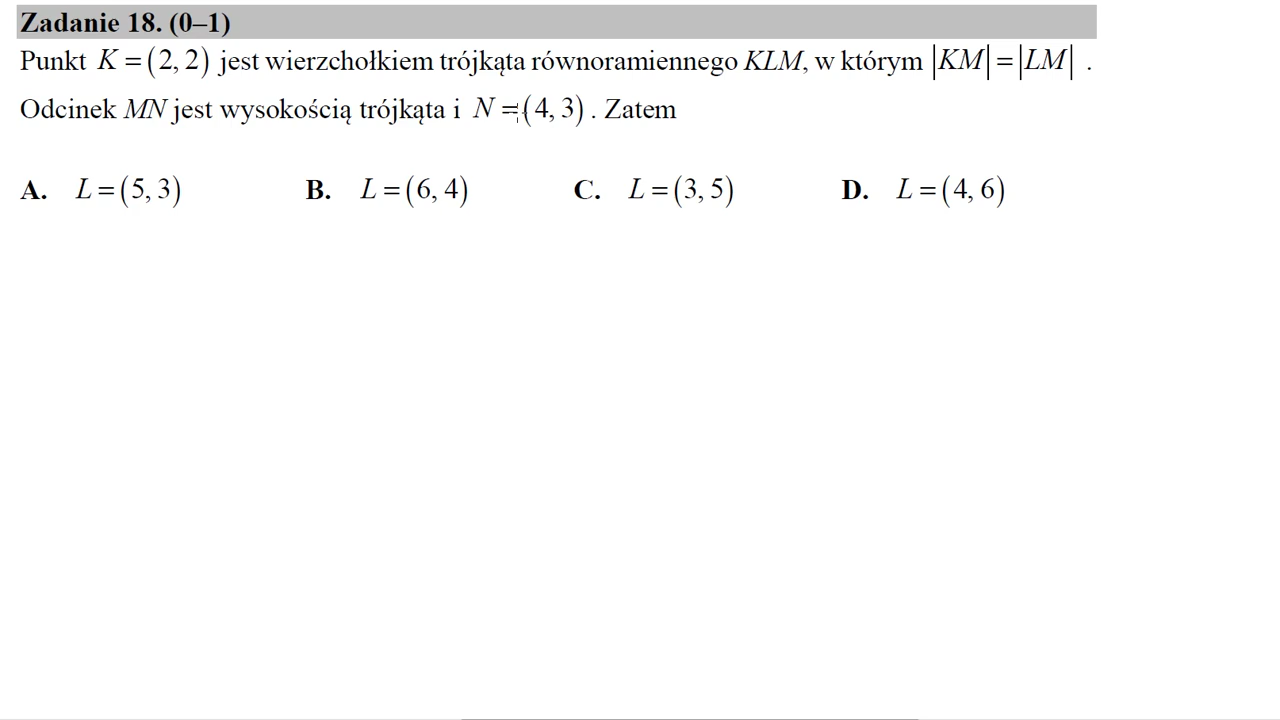 Zadanie 18. (0–1)
Punkt K = (2, 2) jest wierzchołkiem trójkąta równoramiennego KLM, w którym |KM| = |LM| .
Odcinek MN jest wysokością trójkąta i N = (4, 3) . Zatem
A. L = (5, 3) B. L = (6, 4) C. L = (3, 5) D. L = (4, 6)